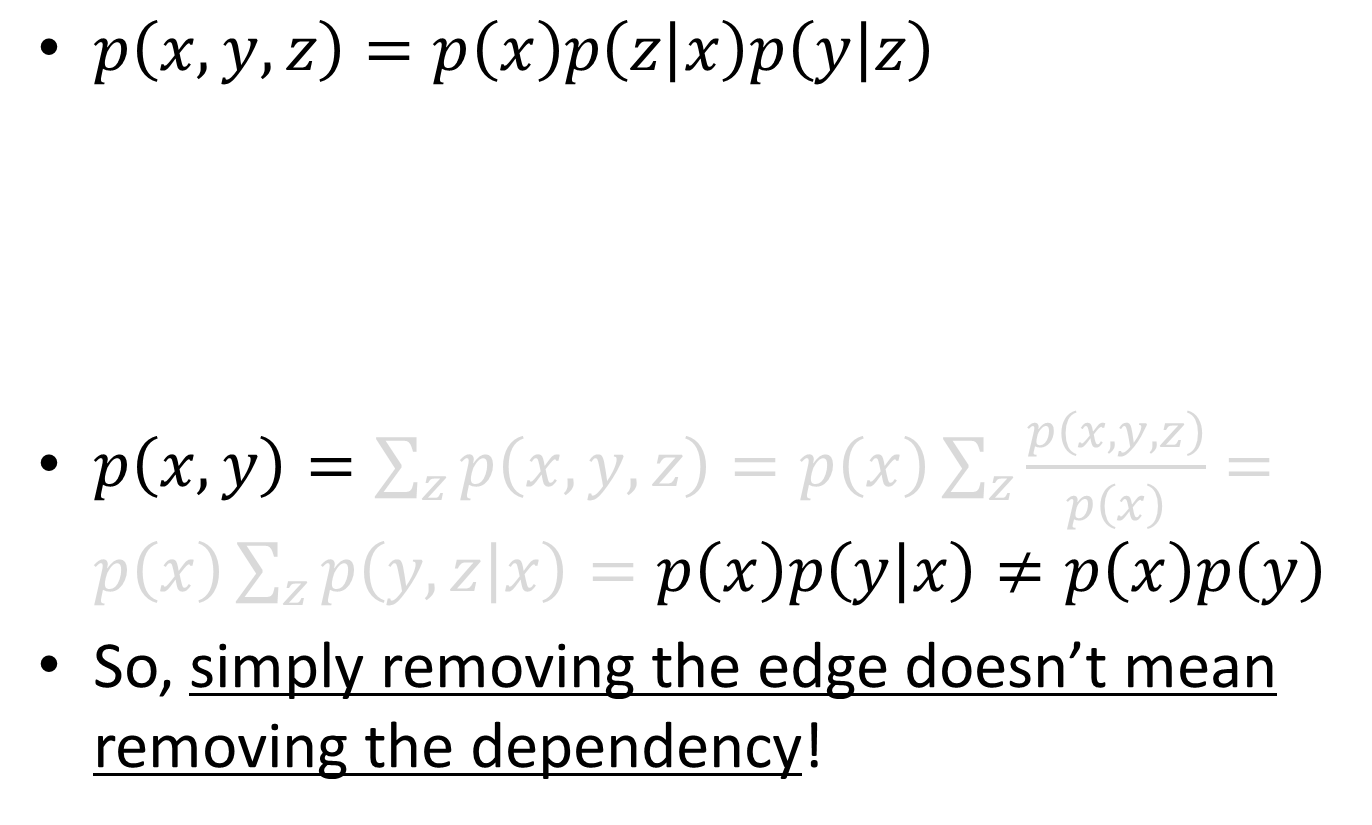 • p(x, y, z) = p(x)p(z|x)p(y|z)
• p(x, y) = ∑_z p(x, y, z) = p(x) ∑_z p(x,y,z)/p(x) =
p(x) ∑_z p(y, z|x) = p(x)p(y|x) ≠ p(x)p(y)
• So, simply removing the edge doesn’t mean
removing the dependency!